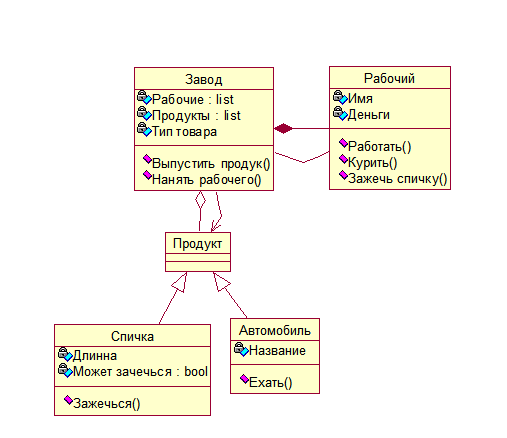 Завод
Рабочие : list
Продукты : list
Тип товара
Выпустить продук()
Нанять рабочего()
Рабочий
Имя
Деньги
Работать()
Курить()
Зажечь спичку()
Продукт
Спичка
Длинна
Может зачечься : bool
Зажечься()
Автомобиль
Название
Ехать()